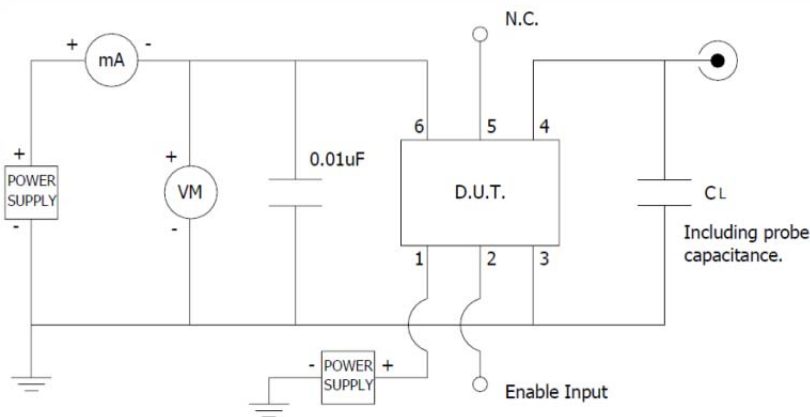 N.C.
+
-
mA
6
5
4
+
POWER
SUPPLY
-
+
VM
-
0.01uF
D.U.T.
CL
Including probe
capacitance.
1
2
3
- POWER +
SUPPLY
Enable Input